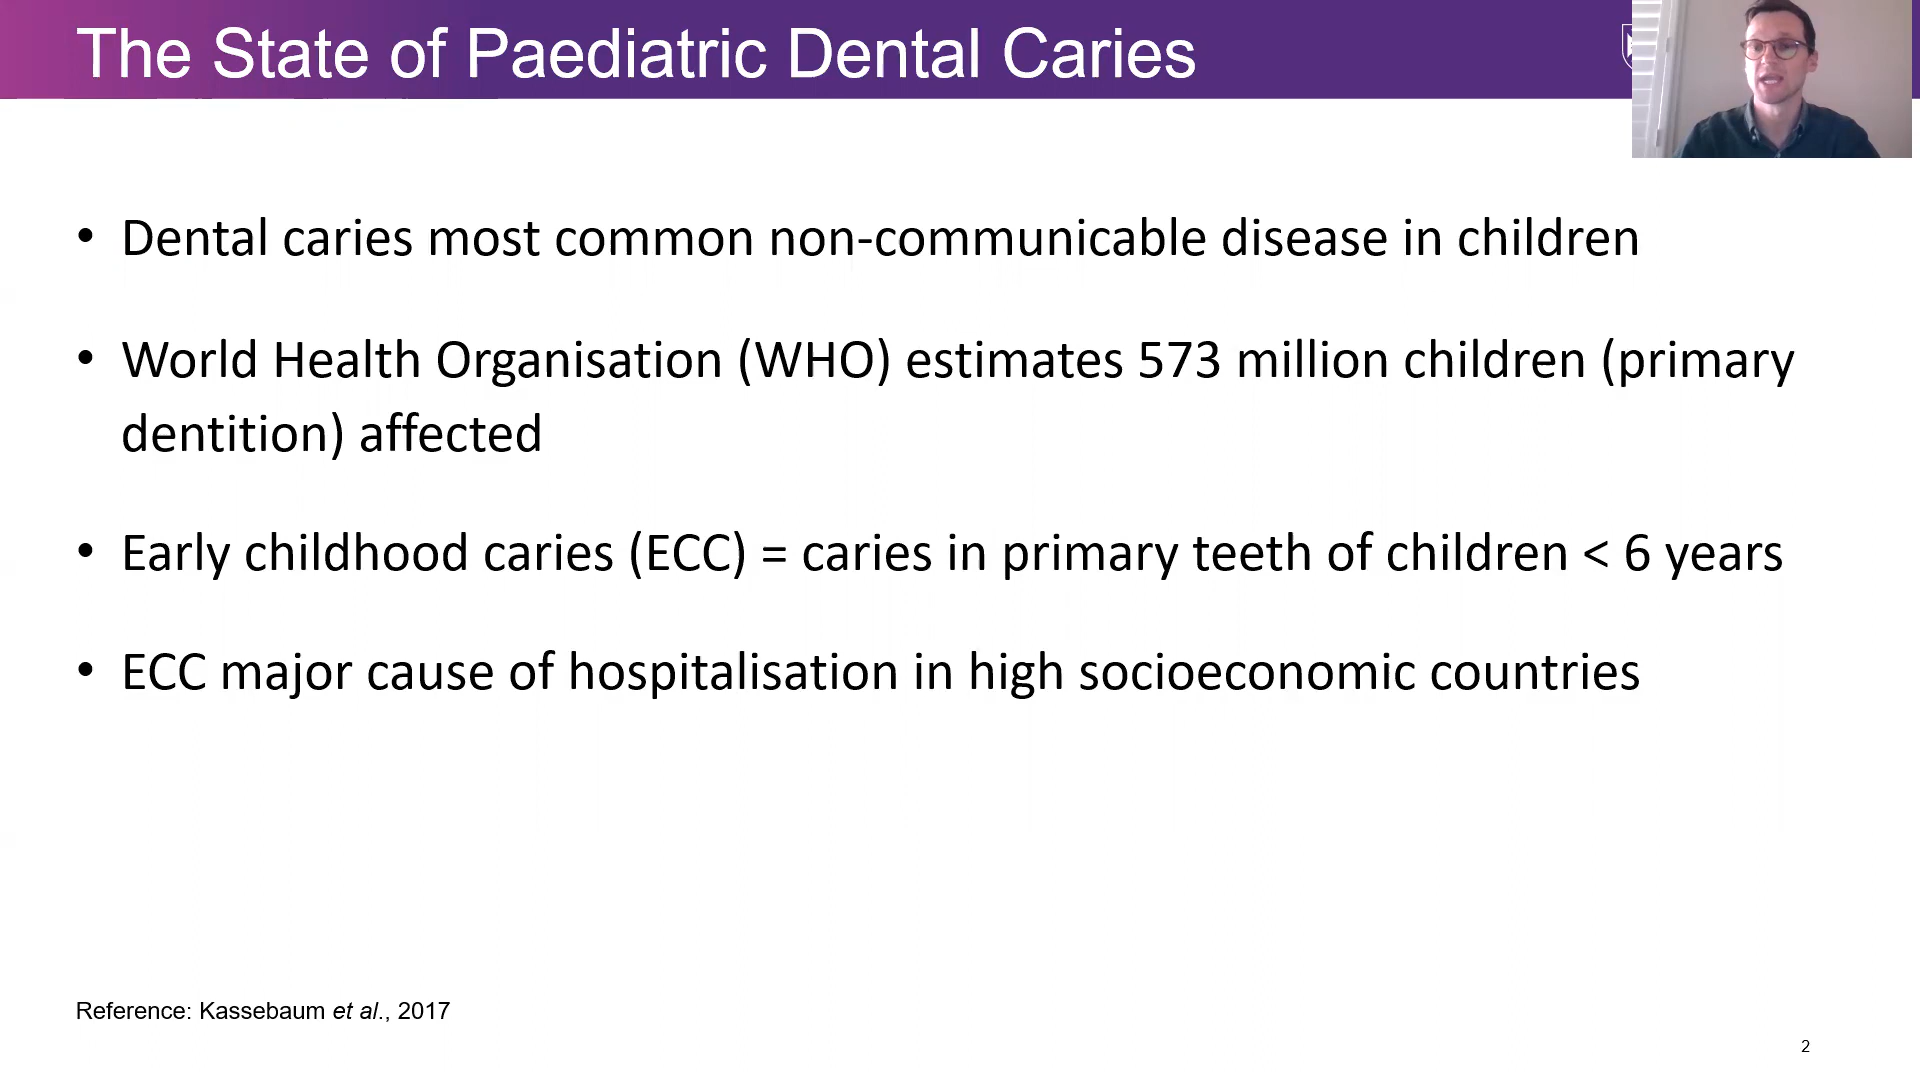 The State of Paediatric Dental Caries
• Dental caries most common non-communicable disease in children
• World Health Organisation (WHO) estimates 573 million children (primary
dentition) affected
• Early childhood caries (ECC) = caries in primary teeth of children < 6 years
• ECC major cause of hospitalisation in high socioeconomic countries
Reference: Kassebaum et al., 2017
2